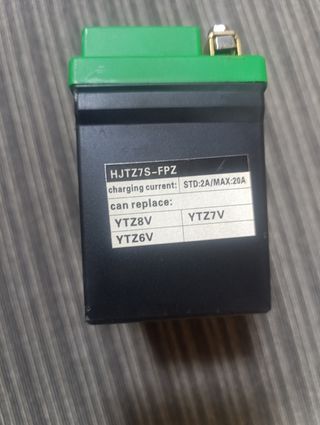 HJTZ7S-FPZ
charging current: STD:2A/MAX:20A
can replace:
YTZ8V YTZ7V
YTZ6V